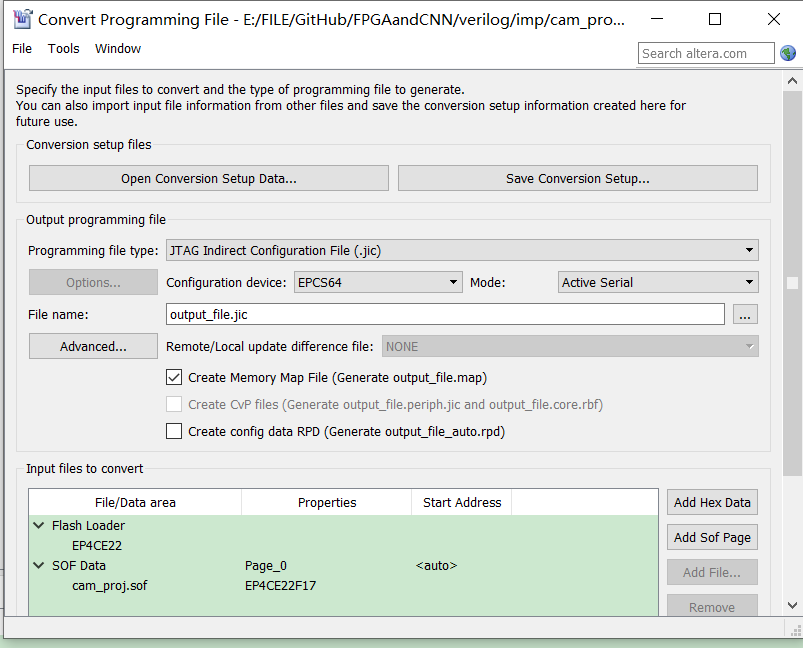 Convert Programming File - E:/FILE/GitHub/FPGAandCNN/verilog/imp/cam_pro...
File Tools Window
Search altera.com
Specify the input files to convert and the type of programming file to generate.
You can also import input file information from other files and save the conversion setup information created here for
future use.
Conversion setup files
Open Conversion Setup Data...
Save Conversion Setup...
Output programming file
Programming file type: JTAG Indirect Configuration File (.jic)
Options... Configuration device: EPCS64 Mode: Active Serial
File name: output_file.jic ...
Advanced... Remote/Local update difference file: NONE
Create Memory Map File (Generate output_file.map)
Create CvP files (Generate output_file.periph.jic and output_file.core.rbf)
Create config data RPD (Generate output_file_auto.rpd)
Input files to convert
File/Data area Properties Start Address
Add Hex Data
Flash Loader
Add Sof Page
EP4CE22
SOF Data Page_0 <auto>
Add File...
cam_proj.sof EP4CE22F17
Remove